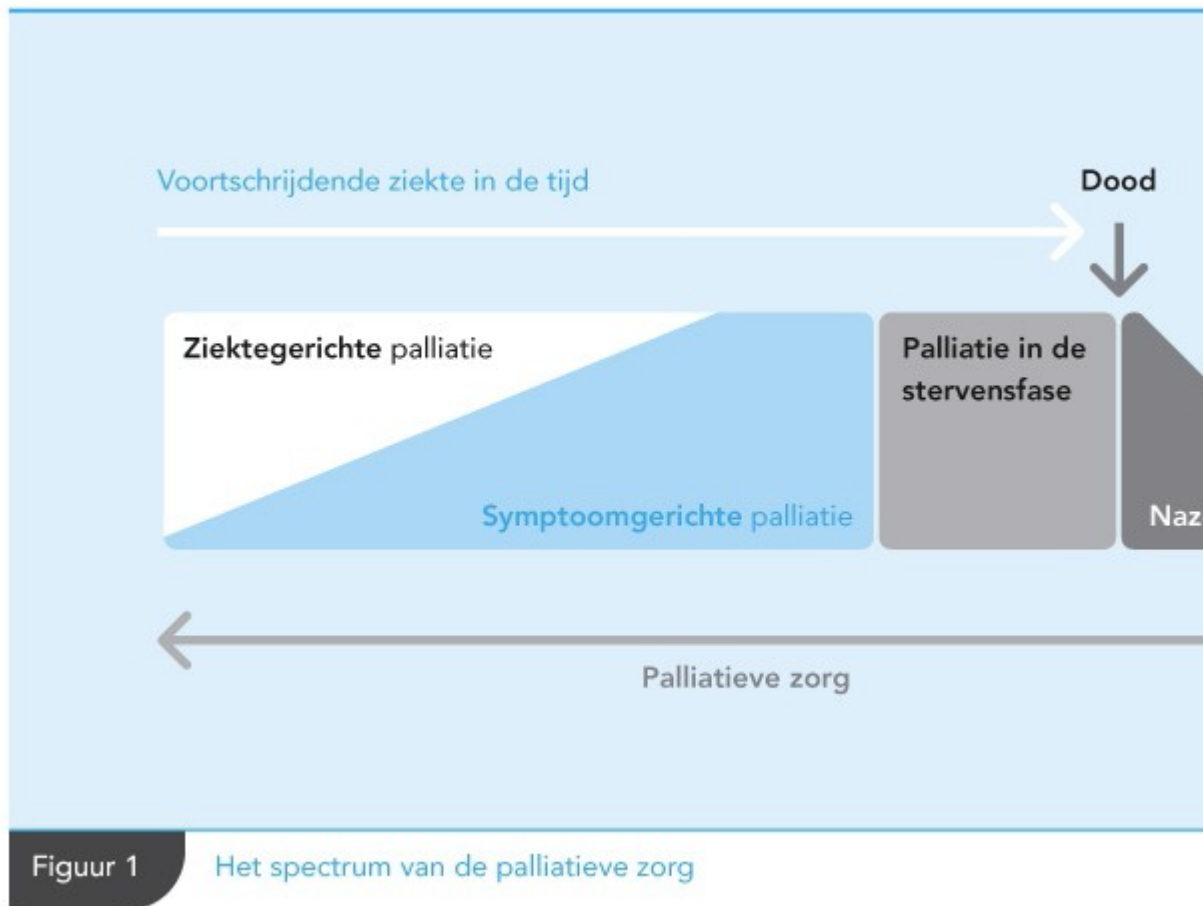 Voortschrijdende ziekte in de tijd
Dood
Ziektegerichte palliatie
Palliatie in de
stervensfase
Symptoomgerichte palliatie
Naz
Palliatieve zorg
Figuur 1
Het spectrum van de palliatieve zorg